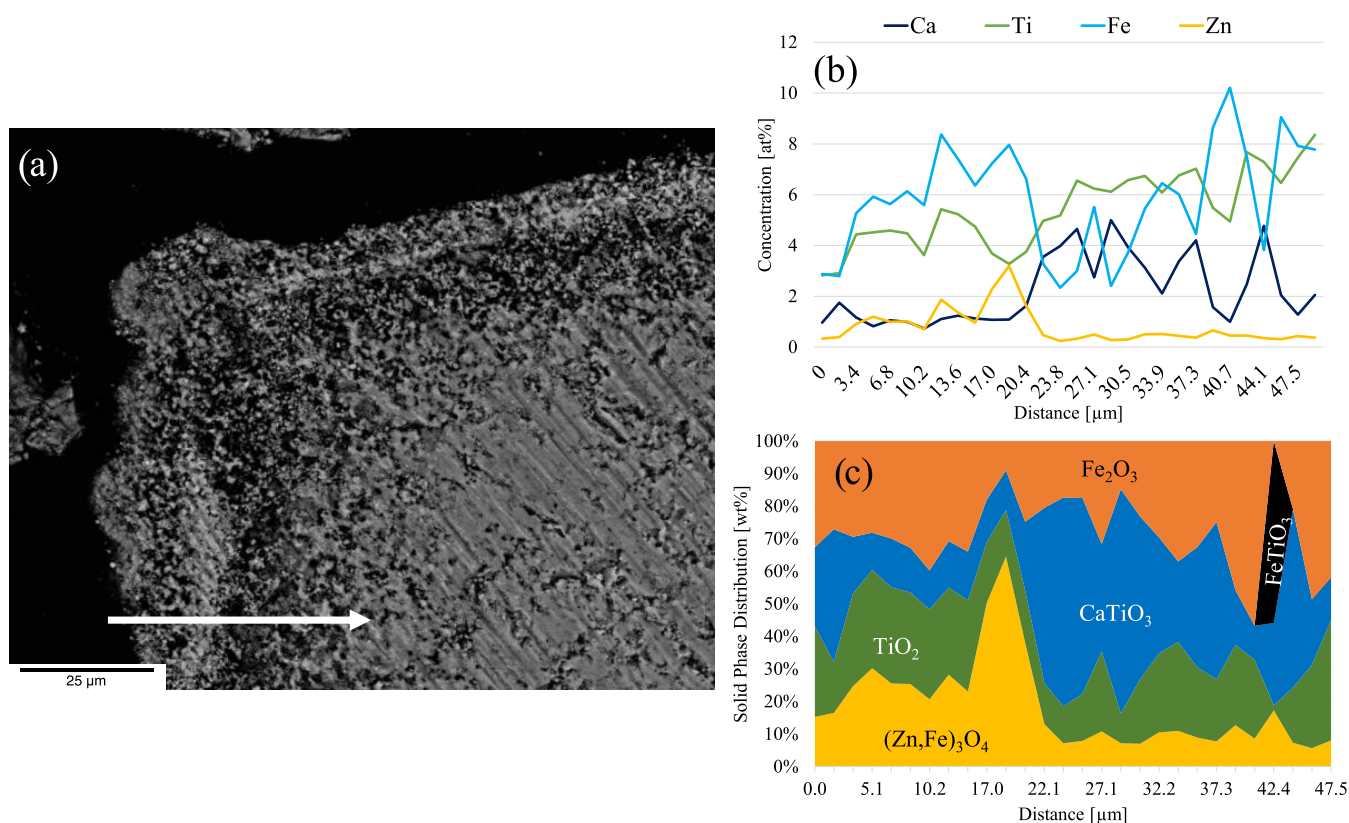 (a)
25 µm
Ca Ti Fe Zn
(b)
Concentration [at%]
12
10
8
6
4
2
0
0 3.4 6.8 10.2 13.6 17.0 20.4 23.8 27.1 30.5 33.9 37.3 40.7 44.1 47.5
Distance [µm]
(c)
Solid Phase Distribution [wt%]
100%
90%
80%
70%
60%
50%
40%
30%
20%
10%
0%
Fe₂O₃
FeTiO₃
CaTiO₃
TiO₂
(Zn,Fe)₃O₄
0.0 5.1 10.2 17.0 22.1 27.1 32.2 37.3 42.4 47.5
Distance [µm]